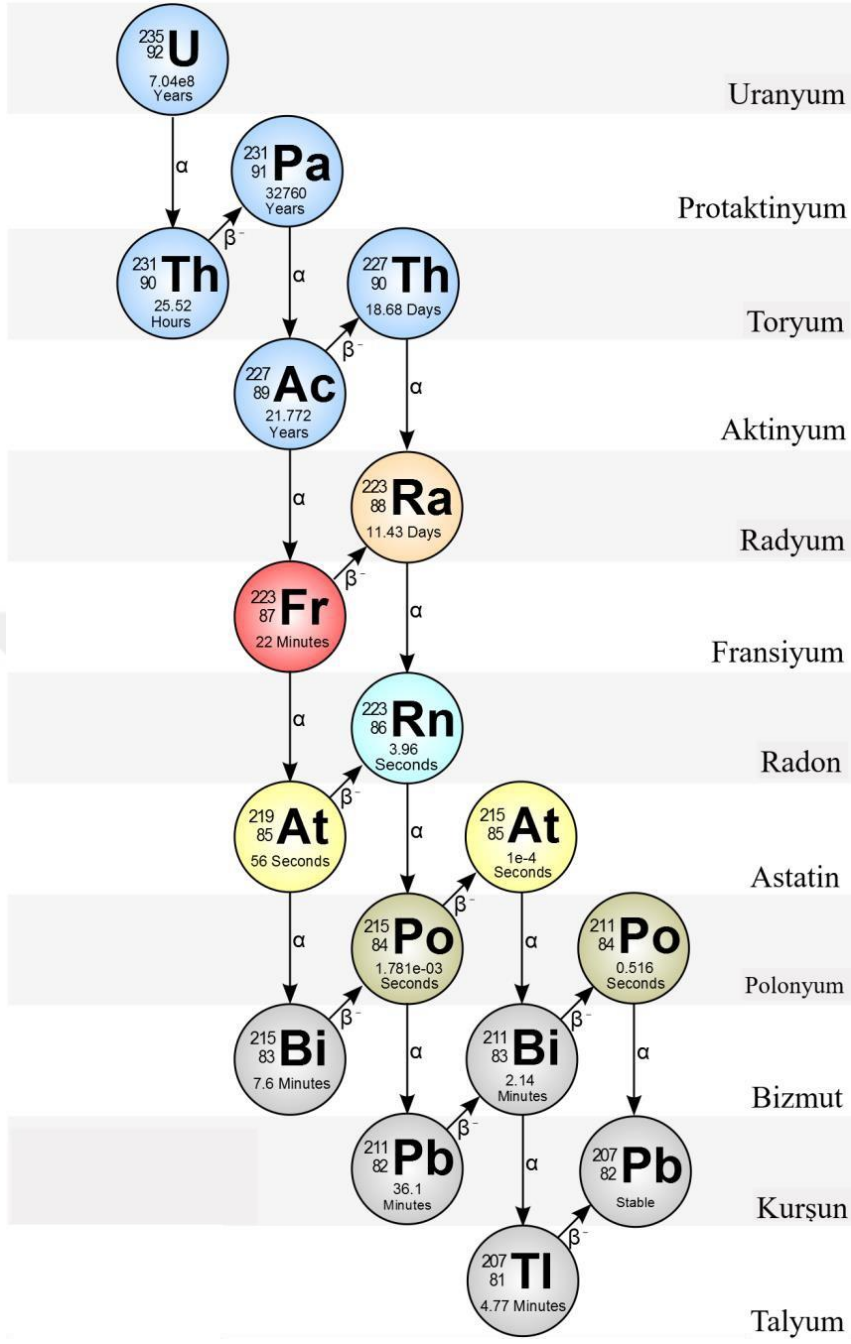 235
92 U
7.04e8
Years
Uranyum
α
231
91 Pa
32760
Years
Protaktinyum
β⁻
231
90 Th
25.52
Hours
α
227
90 Th
18.68 Days
Toryum
β⁻
227
89 Ac
21.772
Years
α
Aktinyum
α
223
88 Ra
11.43 Days
Radyum
β⁻
223
87 Fr
22 Minutes
α
Fransiyum
α
223
86 Rn
3.96
Seconds
Radon
β⁻
219
85 At
56 Seconds
α
215
85 At
1e-4
Seconds
Astatin
β⁻
α
215
84 Po
1.781e-03
Seconds
α
211
84 Po
0.516
Seconds
Polonyum
β⁻
β⁻
215
83 Bi
7.6 Minutes
α
211
83 Bi
2.14
Minutes
α
Bizmut
β⁻
211
82 Pb
36.1
Minutes
α
207
82 Pb
Stable
Kurşun
β⁻
207
81 Tl
4.77 Minutes
Talyum